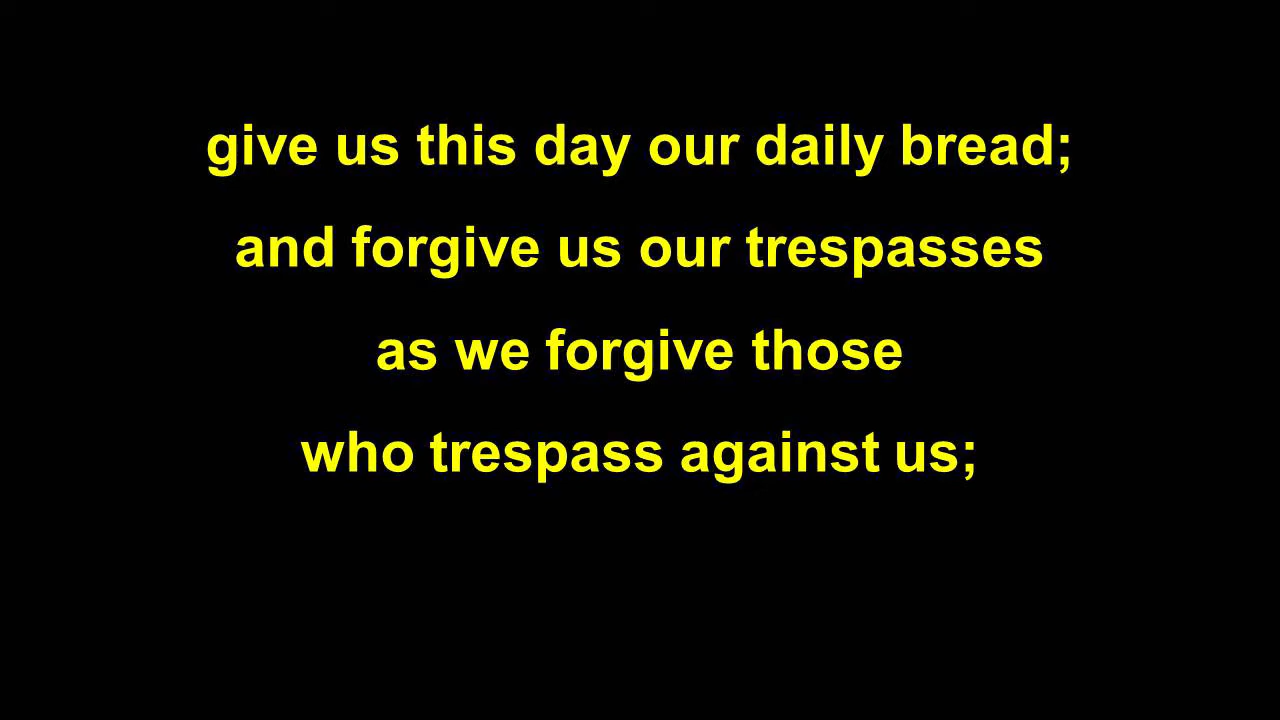 give us this day our daily bread;
and forgive us our trespasses
as we forgive those
who trespass against us;